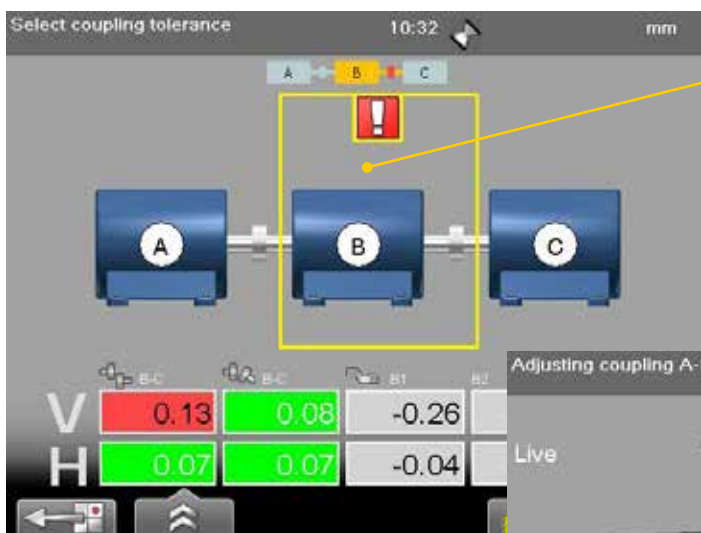 Select coupling tolerance 10:32 mm
A B C
!
A B C
B-C B-C B1 B2
V 0.13 0.08 -0.26
H 0.07 0.07 -0.04
Adjusting coupling A-
Live